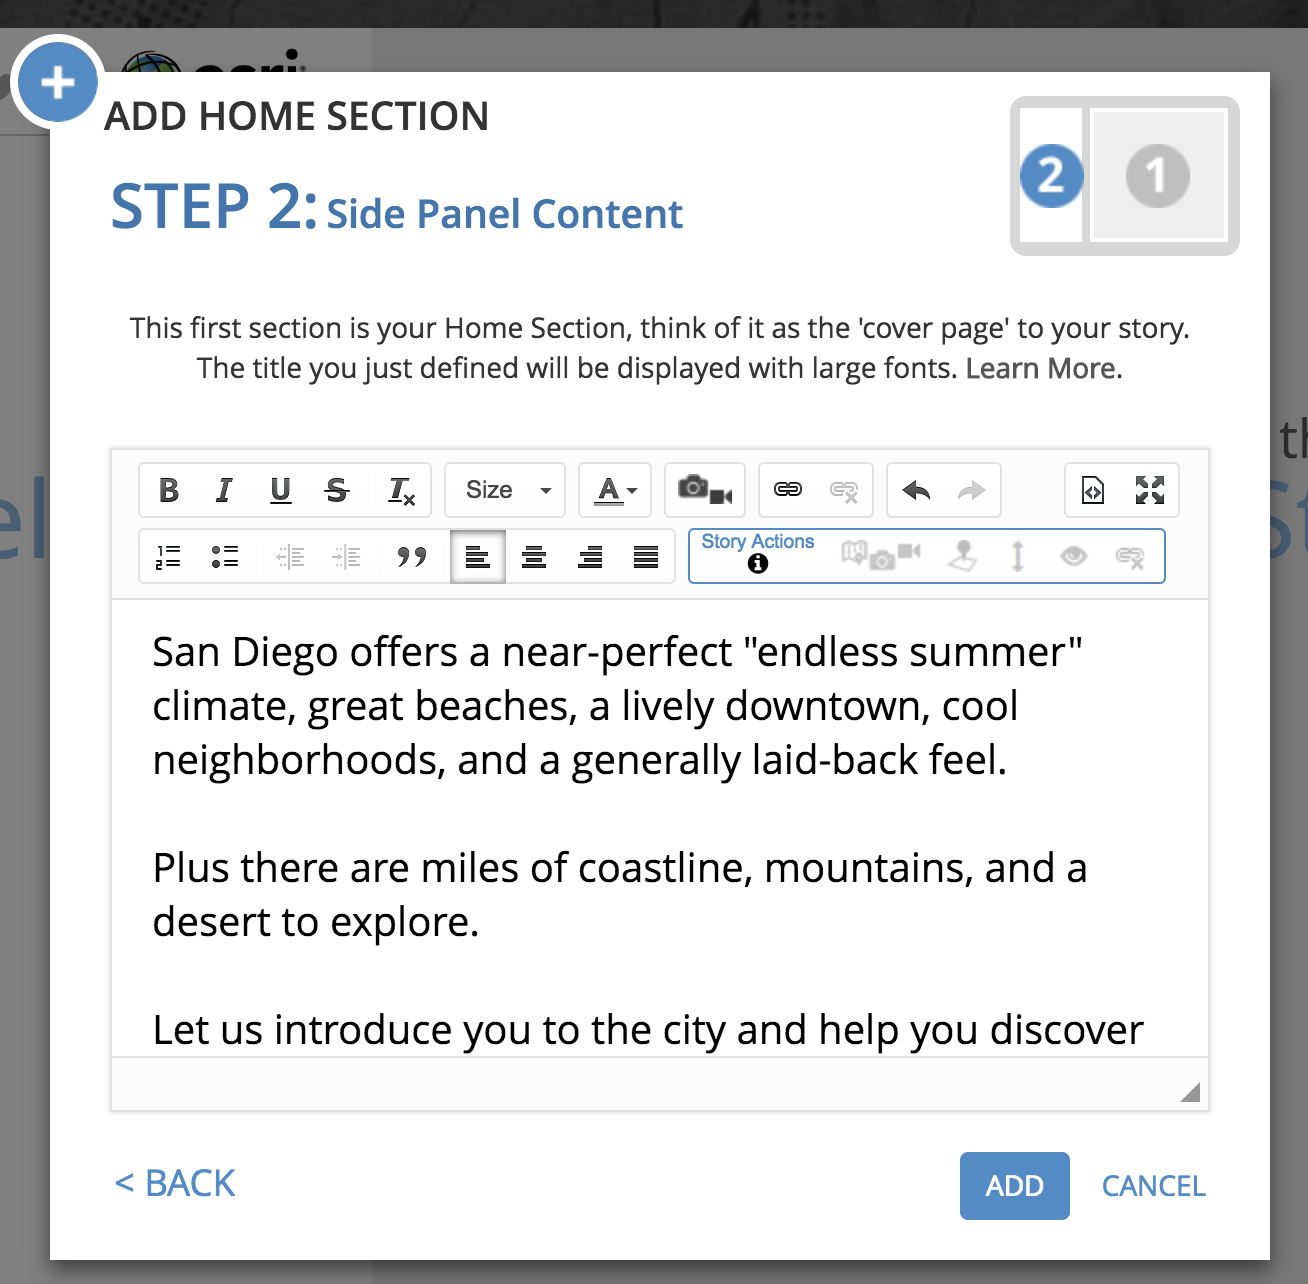 esri
ADD HOME SECTION
2
1
STEP 2: Side Panel Content
This first section is your Home Section, think of it as the 'cover page' to your story.
The title you just defined will be displayed with large fonts. Learn More.
B I U S Tx Size A
Story Actions
San Diego offers a near-perfect "endless summer"
climate, great beaches, a lively downtown, cool
neighborhoods, and a generally laid-back feel.
Plus there are miles of coastline, mountains, and a
desert to explore.
Let us introduce you to the city and help you discover
< BACK
ADD
CANCEL